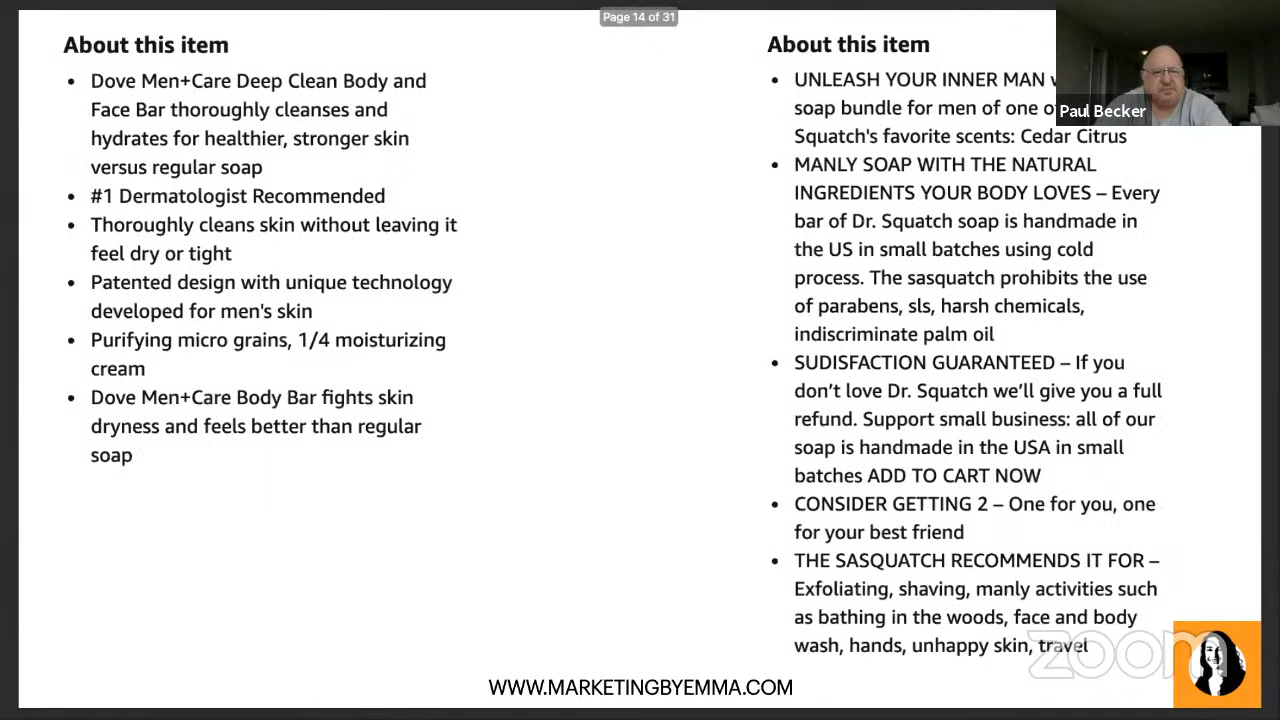 Page 14 of 31
About this item
Dove Men+Care Deep Clean Body and
Face Bar thoroughly cleanses and
hydrates for healthier, stronger skin
versus regular soap
#1 Dermatologist Recommended
Thoroughly cleans skin without leaving it
feel dry or tight
Patented design with unique technology
developed for men's skin
Purifying micro grains, 1/4 moisturizing
cream
Dove Men+Care Body Bar fights skin
dryness and feels better than regular
soap
About this item
UNLEASH YOUR INNER MAN
soap bundle for men of one
Squatch's favorite scents: Cedar Citrus
MANLY SOAP WITH THE NATURAL
INGREDIENTS YOUR BODY LOVES – Every
bar of Dr. Squatch soap is handmade in
the US in small batches using cold
process. The sasquatch prohibits the use
of parabens, sls, harsh chemicals,
indiscriminate palm oil
SUDISFACTION GUARANTEED – If you
don’t love Dr. Squatch we’ll give you a full
refund. Support small business: all of our
soap is handmade in the USA in small
batches ADD TO CART NOW
CONSIDER GETTING 2 – One for you, one
for your best friend
THE SASQUATCH RECOMMENDS IT FOR –
Exfoliating, shaving, manly activities such
as bathing in the woods, face and body
wash, hands, unhappy skin, travel
Paul Becker
zoom
WWW.MARKETINGBYEMMA.COM